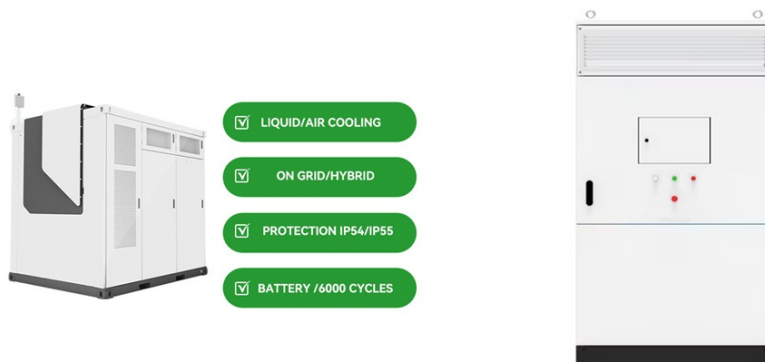 LIQUID/AIR COOLING
ON GRID/HYBRID
PROTECTION IP54/IP55
BATTERY /6000 CYCLES